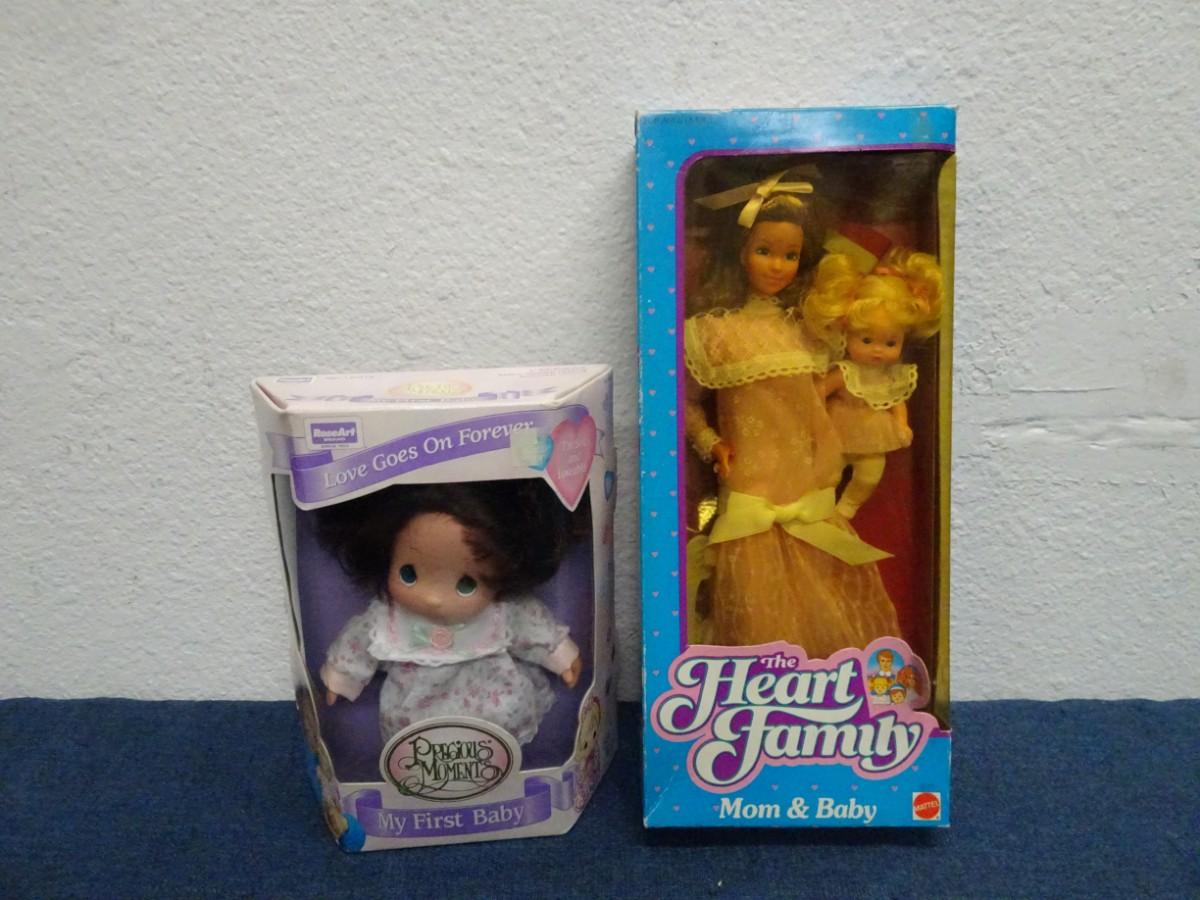 RoseArt
Love Goes On Forever
PRECIOUS
MOMENTS
My First Baby
The
Heart
Family
Mom & Baby
MATTEL